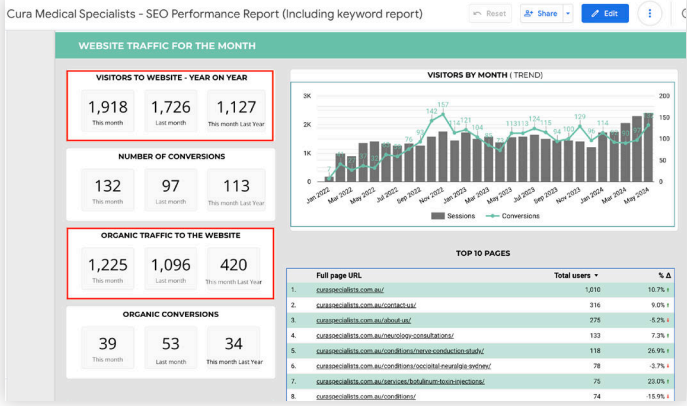 Cura Medical Specialists - SEO Performance Report (Including keyword report)
Reset
Share
Edit
WEBSITE TRAFFIC FOR THE MONTH
VISITORS TO WEBSITE - YEAR ON YEAR
1,918 1,726 1,127
This month Last month This month Last Year
NUMBER OF CONVERSIONS
132 97 113
This month Last month This month Last Year
ORGANIC TRAFFIC TO THE WEBSITE
1,225 1,096 420
This month Last month This month Last Year
ORGANIC CONVERSIONS
39 53 34
This month Last month This month Last Year
VISITORS BY MONTH ( TREND)
3K 200
2K 150
100
1K 50
0 0
142 157 114 121 113 113 124 115 129 114
Jan 2022 Mar 2022 May 2022 Jul 2022 Sep 2022 Nov 2022 Jan 2023 Mar 2023 May 2023 Jul 2023 Sep 2023 Nov 2023 Jan 2024 Mar 2024 May 2024
Sessions Conversions
TOP 10 PAGES
Full page URL Total users % Δ
1. curaspecialists.com.au/ 1,010 10.7%
2. curaspecialists.com.au/contact-us/ 316 9.0%
3. curaspecialists.com.au/about-us/ 275 -5.2%
4. curaspecialists.com.au/neurology-consultations/ 133 7.3%
5. curaspecialists.com.au/conditions/nerve-conduction-study/ 118 26.9%
6. curaspecialists.com.au/conditions/occipital-neuralgia-sydney/ 78 -3.7%
7. curaspecialists.com.au/services/botulinum-toxin-injections/ 75 23.0%
8. curaspecialists.com.au/conditions/ 74 -15.9%